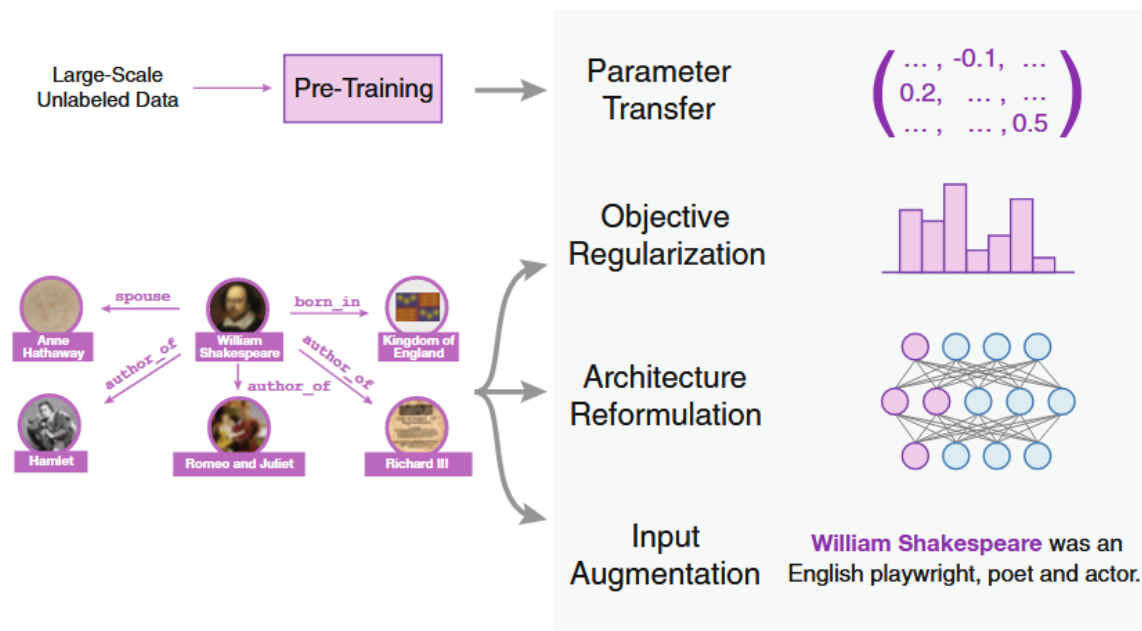 Large-Scale
Unlabeled Data
Pre-Training
Parameter
Transfer
... , -0.1, ...
0.2, ... , ...
... , ... , 0.5
Objective
Regularization
spouse
born_in
Anne
Hathaway
William
Shakespeare
Kingdom of
England
author_of
author_of
author_of
Hamlet
Romeo and Juliet
Richard III
Architecture
Reformulation
Input
Augmentation
William Shakespeare was an
English playwright, poet and actor.